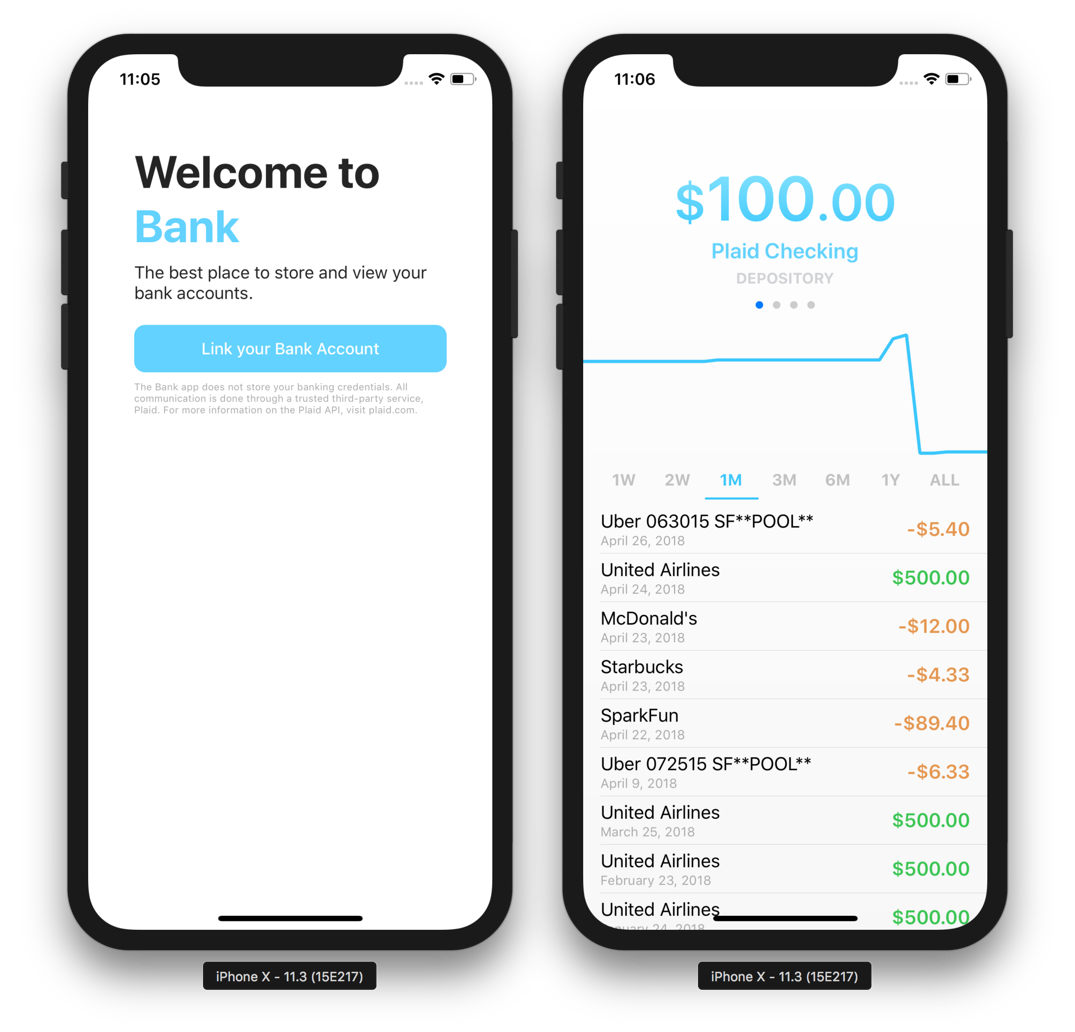 11:05
Welcome to
Bank
The best place to store and view your
bank accounts.
Link your Bank Account
The Bank app does not store your banking credentials. All
communication is done through a trusted third-party service,
Plaid. For more information on the Plaid API, visit plaid.com.
iPhone X - 11.3 (15E217)
11:06
$100.00
Plaid Checking
DEPOSITORY
1W 2W 1M 3M 6M 1Y ALL
Uber 063015 SF**POOL**
April 26, 2018
-$5.40
United Airlines
April 24, 2018
$500.00
McDonald's
April 23, 2018
-$12.00
Starbucks
April 23, 2018
-$4.33
SparkFun
April 22, 2018
-$89.40
Uber 072515 SF**POOL**
April 9, 2018
-$6.33
United Airlines
March 25, 2018
$500.00
United Airlines
February 23, 2018
$500.00
United Airlines
24, 2018
$500.00
iPhone X - 11.3 (15E217)